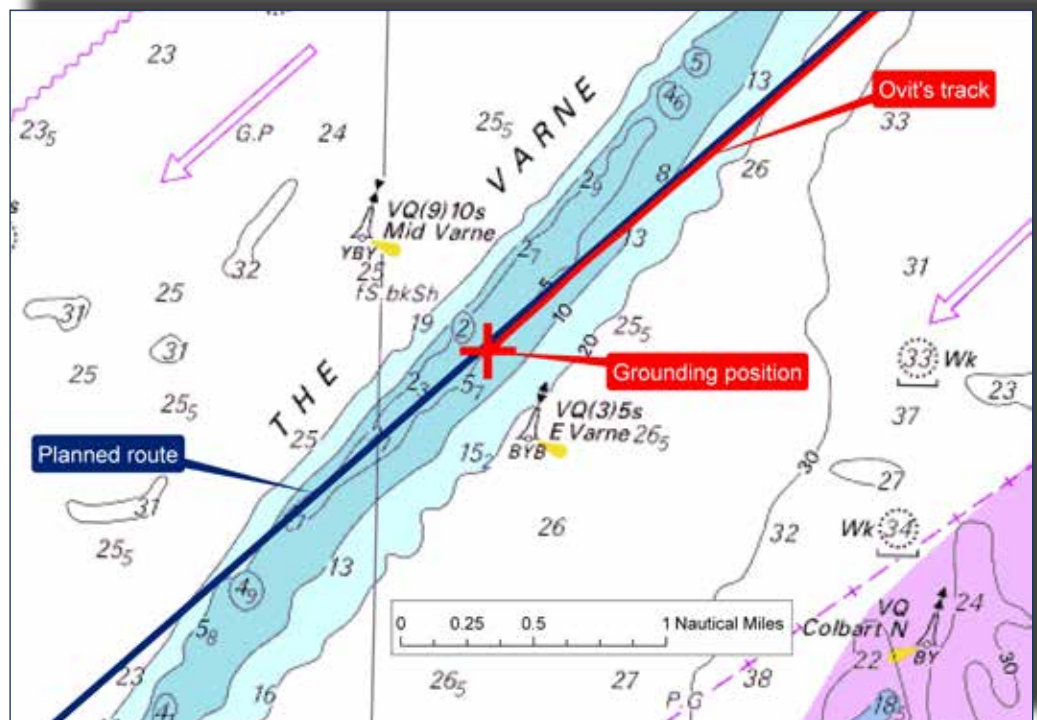 5
13
23
4₆
Ovit's track
23₅
G.P
24
25₅
33
THE VARNE
8
26
2₉
VQ(9)10s
Mid Varne
YBY
25
fS.bkSh
13
32
2₇
31
25
5
10
31
19
2
25₅
20
33 Wk
31
Grounding position
25
2₃
5₇
23
25₅
VQ(3)5s
E Varne 26₅
BYB
37
25
15₂
30
Planned route
27
31
26
32
Wk 34
25₅
13
4₉
24
VQ
Colbart N
BY
0 0.25 0.5 1 Nautical Miles
5₈
22
30
23
16
26₅
27
38
P.G
18₅